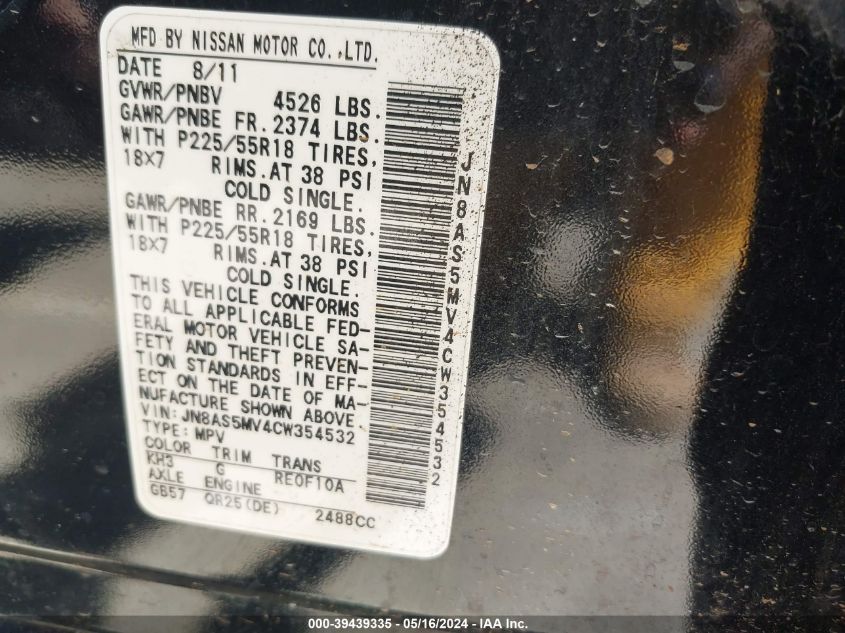 MFD BY NISSAN MOTOR CO.,LTD.
DATE 8/11
GVWR/PNBV 4526 LBS.
GAWR/PNBE FR. 2374 LBS.
WITH P225/55R18 TIRES,
18X7 RIMS.AT 38 PSI
COLD SINGLE.
GAWR/PNBE RR. 2169 LBS.
WITH P225/55R18 TIRES,
18X7 RIMS.AT 38 PSI
COLD SINGLE.
THIS VEHICLE CONFORMS
TO ALL APPLICABLE FED-
ERAL MOTOR VEHICLE SA-
FETY AND THEFT PREVEN-
TION STANDARDS IN EFF-
ECT ON THE DATE OF MA-
NUFACTURE SHOWN ABOVE
VIN: JN8AS5MV4CW354532
TYPE: MPV
COLOR TRIM TRANS
KH3 G RE0F10A
AXLE ENGINE
GB57 QR25(DE) 2488CC
JN8AS5MV4CW354532
000-39439335 - 05/16/2024 - IAA Inc.